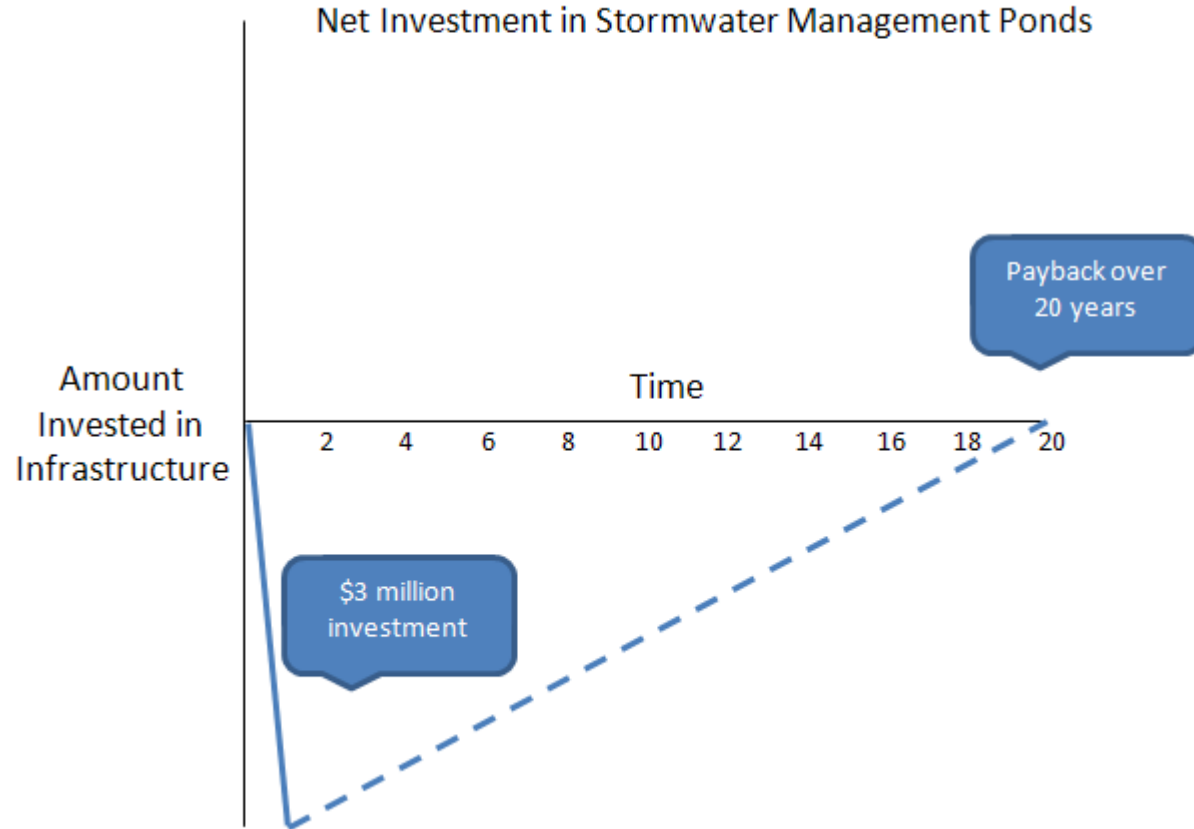 Net Investment in Stormwater Management Ponds
Payback over
20 years
Amount
Invested in
Infrastructure
Time
2 4 6 8 10 12 14 16 18 20
$3 million
investment